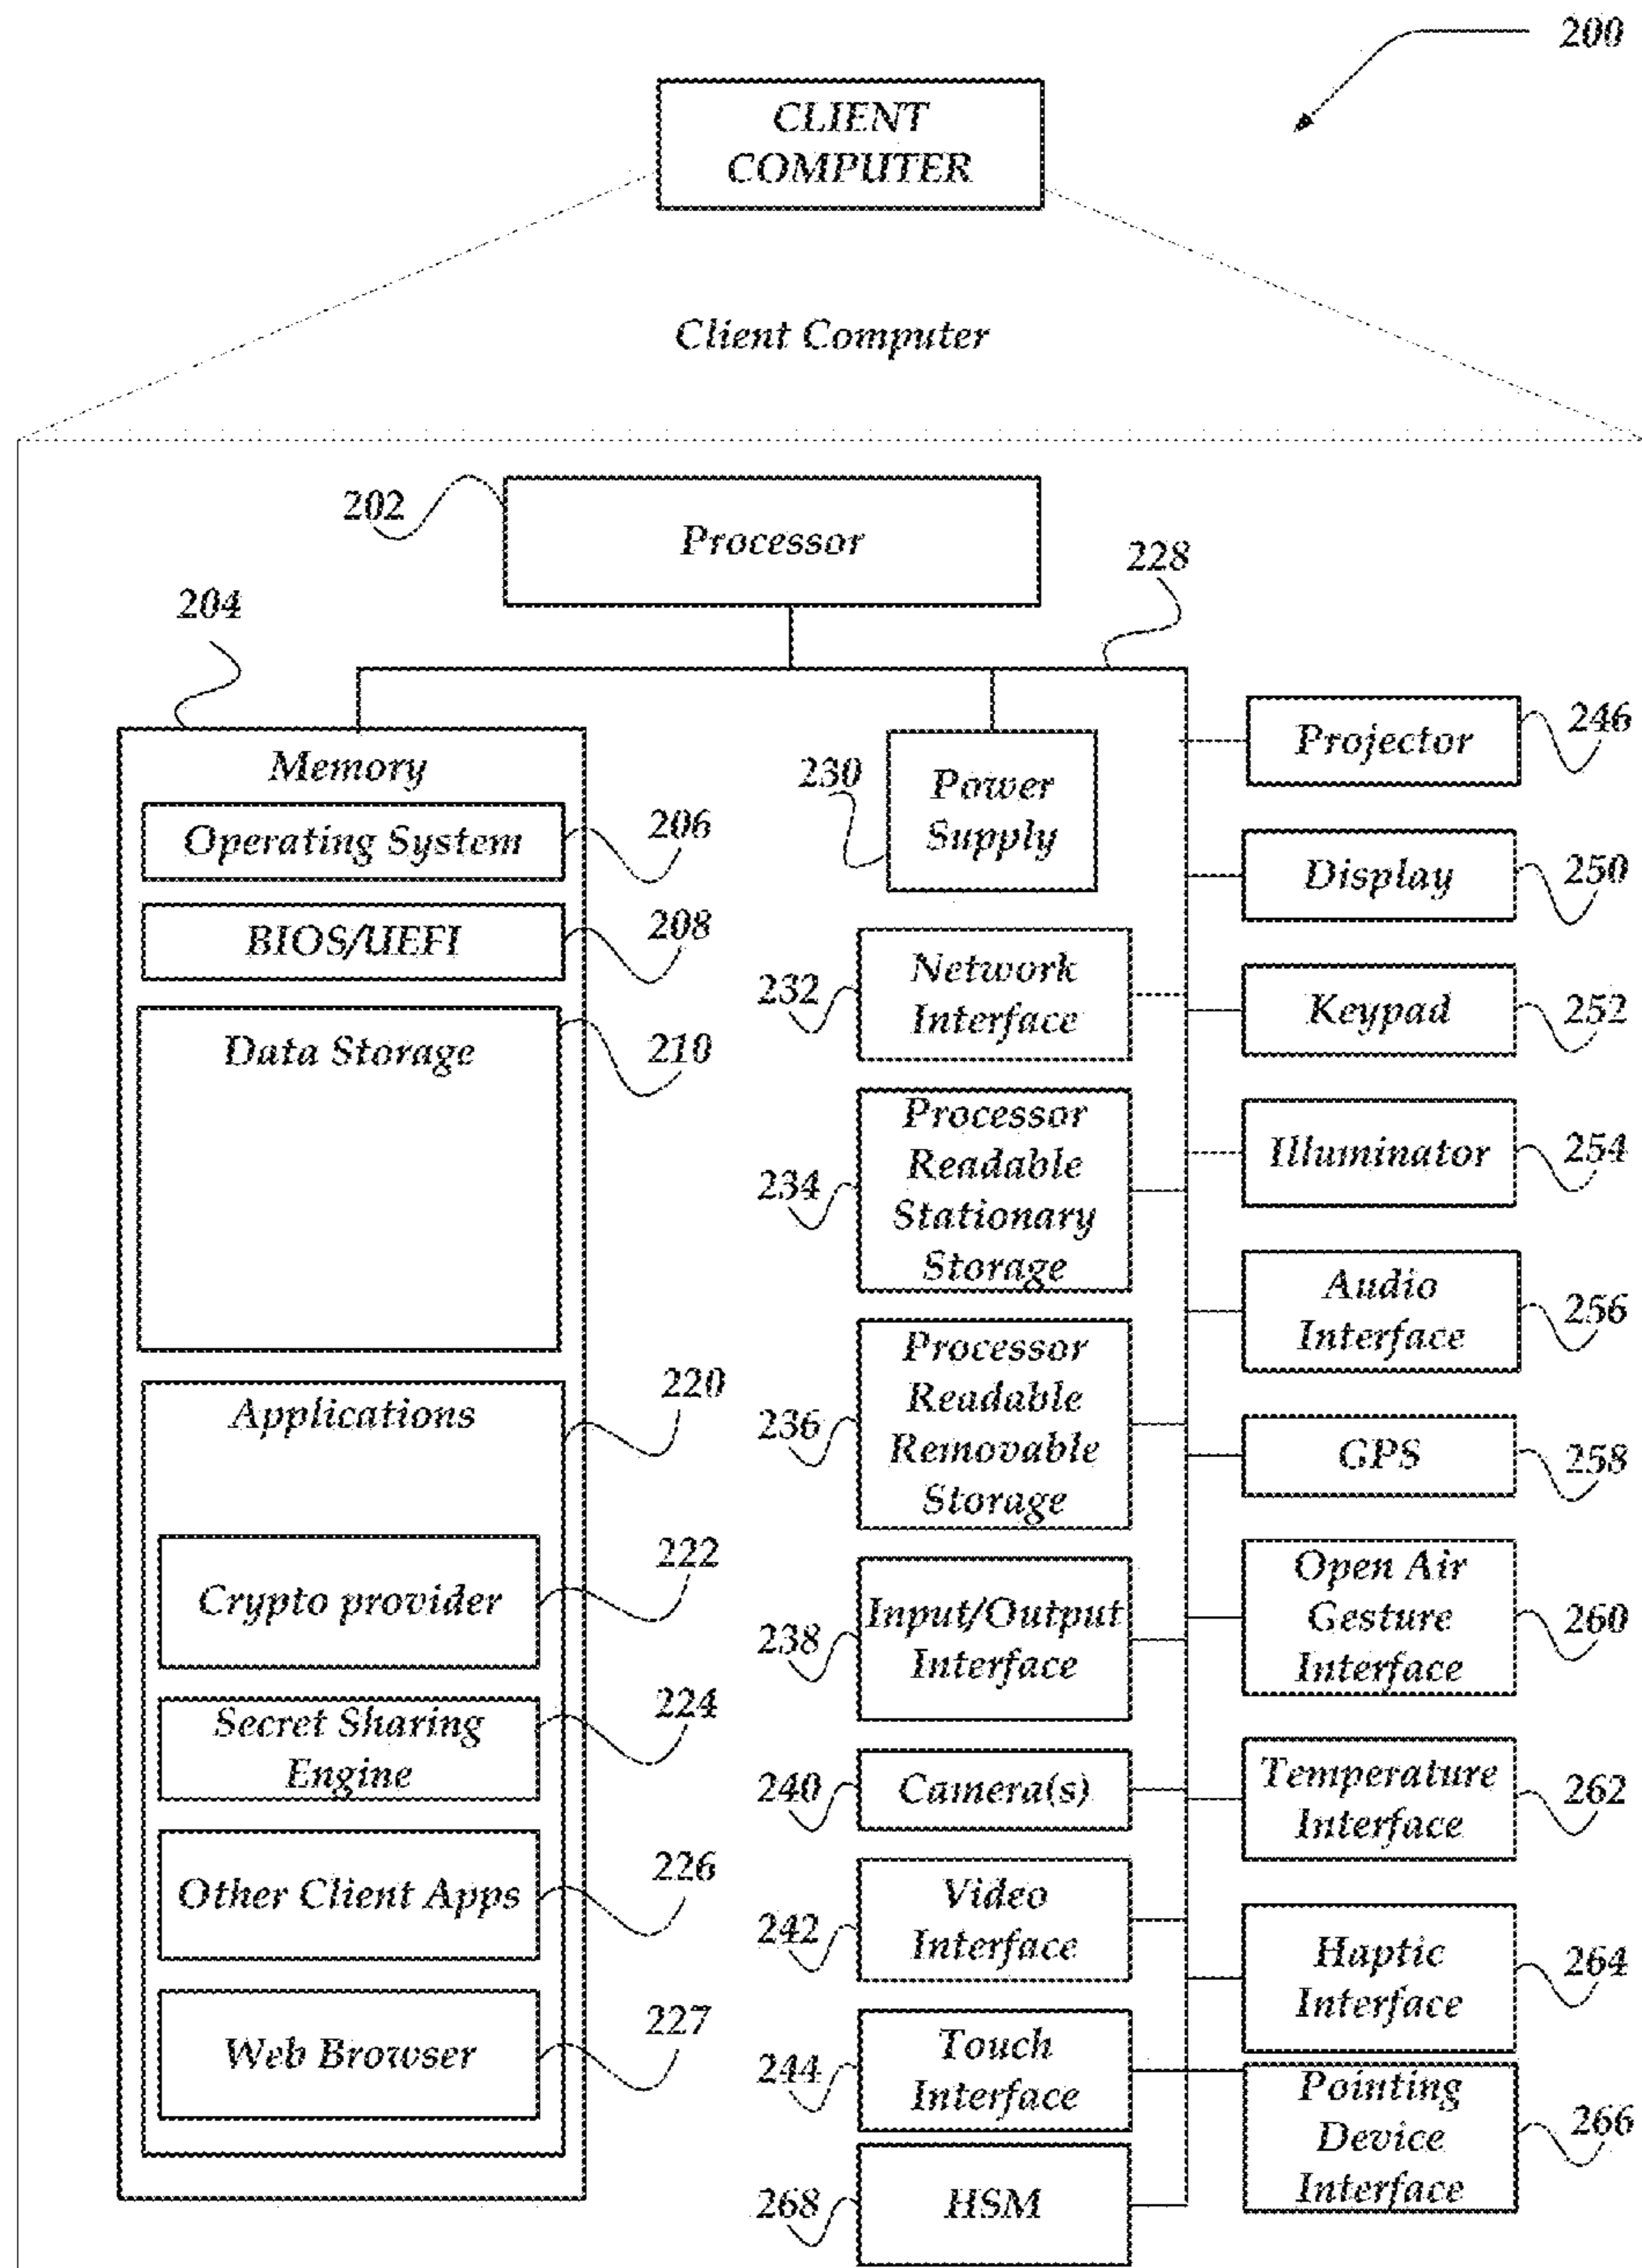 200
CLIENT
COMPUTER
Client Computer
202
Processor
228
204
Memory
Operating System
206
BIOS/UEFI
208
Data Storage
210
Applications
220
Crypto provider
222
Secret Sharing
Engine
224
Other Client Apps
226
Web Browser
227
230
Power
Supply
232
Network
Interface
234
Processor
Readable
Stationary
Storage
236
Processor
Readable
Removable
Storage
238
Input/Output
Interface
240
Camera(s)
242
Video
Interface
244
Touch
Interface
268
HSM
Projector
246
Display
250
Keypad
252
Illuminator
254
Audio
Interface
256
GPS
258
Open Air
Gesture
Interface
260
Temperature
Interface
262
Haptic
Interface
264
Pointing
Device
Interface
266